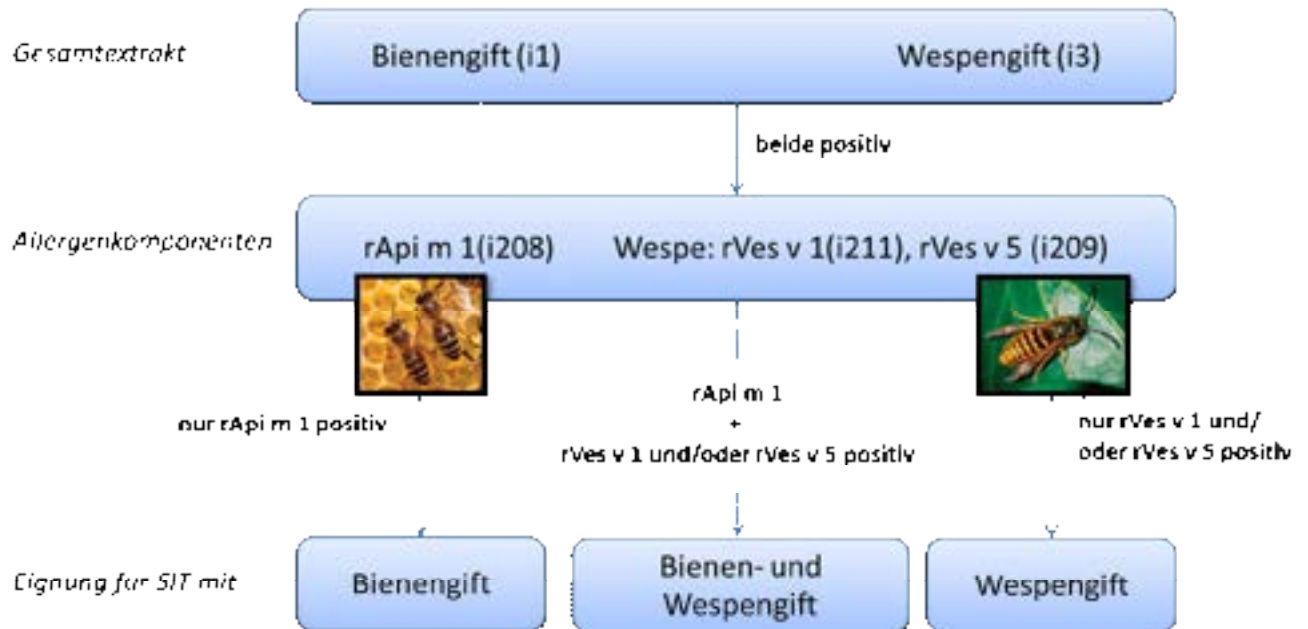 Gesamtextrakt
Bienengift (i1)
Wespengift (i3)
beide positiv
Allergenkomponenten
rApi m 1(i208)
Wespe: rVes v 1(i211), rVes v 5 (i209)
nur rApi m 1 positiv
rApi m 1
+
rVes v 1 und/oder rVes v 5 positiv
nur rVes v 1 und/
oder rVes v 5 positiv
Eignung für SIT mit
Bienengift
Bienen- und
Wespengift
Wespengift